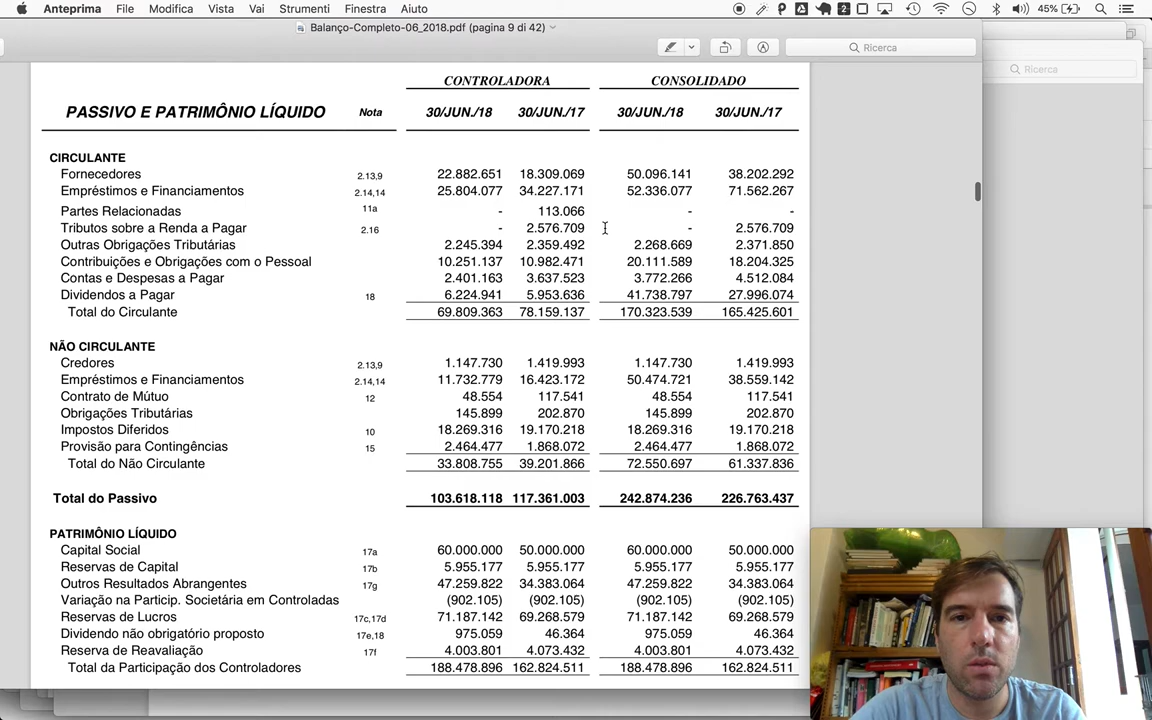 Anteprima File Modifica Vista Vai Strumenti Finestra Aiuto 2 45%
Balanço-Completo-06_2018.pdf (pagina 9 di 42)
Ricerca
Ricerca
CONTROLADORA CONSOLIDADO
PASSIVO E PATRIMÔNIO LÍQUIDO Nota 30/JUN./18 30/JUN./17 30/JUN./18 30/JUN./17
CIRCULANTE
Fornecedores 2.13,9 22.882.651 18.309.069 50.096.141 38.202.292
Empréstimos e Financiamentos 2.14,14 25.804.077 34.227.171 52.336.077 71.562.267
Partes Relacionadas 11a - 113.066 - -
Tributos sobre a Renda a Pagar 2.16 - 2.576.709 - 2.576.709
Outras Obrigações Tributárias 2.245.394 2.359.492 2.268.669 2.371.850
Contribuições e Obrigações com o Pessoal 10.251.137 10.982.471 20.111.589 18.204.325
Contas e Despesas a Pagar 2.401.163 3.637.523 3.772.266 4.512.084
Dividendos a Pagar 18 6.224.941 5.953.636 41.738.797 27.996.074
Total do Circulante 69.809.363 78.159.137 170.323.539 165.425.601
NÃO CIRCULANTE
Credores 2.13,9 1.147.730 1.419.993 1.147.730 1.419.993
Empréstimos e Financiamentos 2.14,14 11.732.779 16.423.172 50.474.721 38.559.142
Contrato de Mútuo 12 48.554 117.541 48.554 117.541
Obrigações Tributárias 145.899 202.870 145.899 202.870
Impostos Diferidos 10 18.269.316 19.170.218 18.269.316 19.170.218
Provisão para Contingências 15 2.464.477 1.868.072 2.464.477 1.868.072
Total do Não Circulante 33.808.755 39.201.866 72.550.697 61.337.836
Total do Passivo 103.618.118 117.361.003 242.874.236 226.763.437
PATRIMÔNIO LÍQUIDO
Capital Social 17a 60.000.000 50.000.000 60.000.000 50.000.000
Reservas de Capital 17b 5.955.177 5.955.177 5.955.177 5.955.177
Outros Resultados Abrangentes 17g 47.259.822 34.383.064 47.259.822 34.383.064
Variação na Particip. Societária em Controladas (902.105) (902.105) (902.105) (902.105)
Reservas de Lucros 17c,17d 71.187.142 69.268.579 71.187.142 69.268.579
Dividendo não obrigatório proposto 17e,18 975.059 46.364 975.059 46.364
Reserva de Reavaliação 17f 4.003.801 4.073.432 4.003.801 4.073.432
Total da Participação dos Controladores 188.478.896 162.824.511 188.478.896 162.824.511